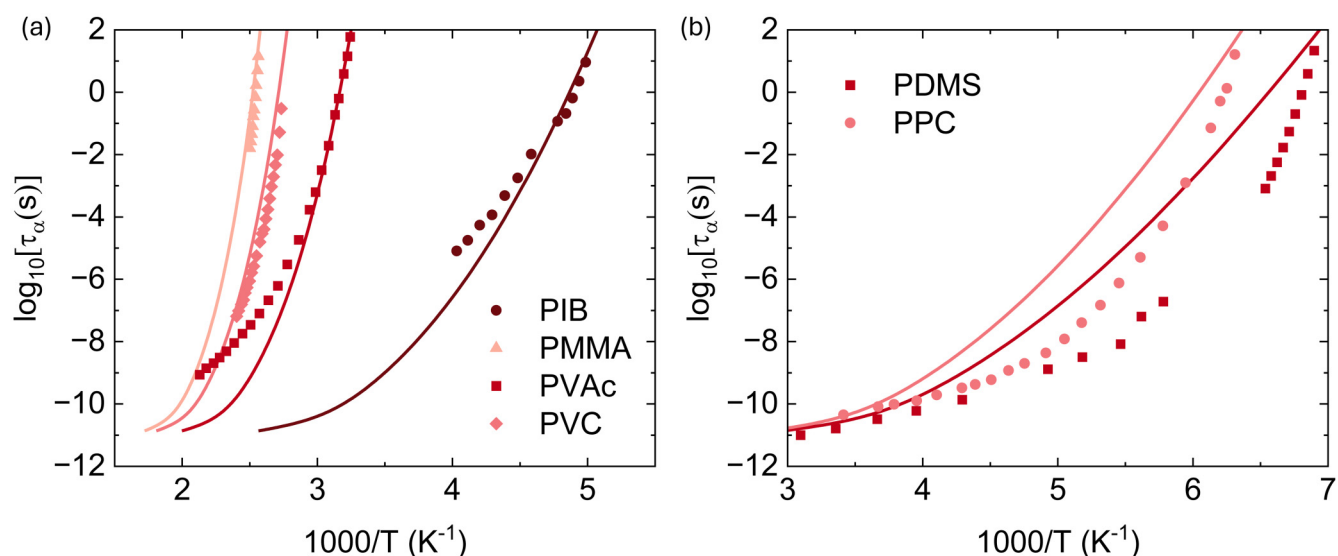 (a)
2
0
−2
−4
−6
−8
−10
−12
log10[τα(s)]
PIB
PMMA
PVAc
PVC
2 3 4 5
1000/T (K-1)
(b)
2
0
−2
−4
−6
−8
−10
−12
log10[τα(s)]
PDMS
PPC
3 4 5 6 7
1000/T (K-1)